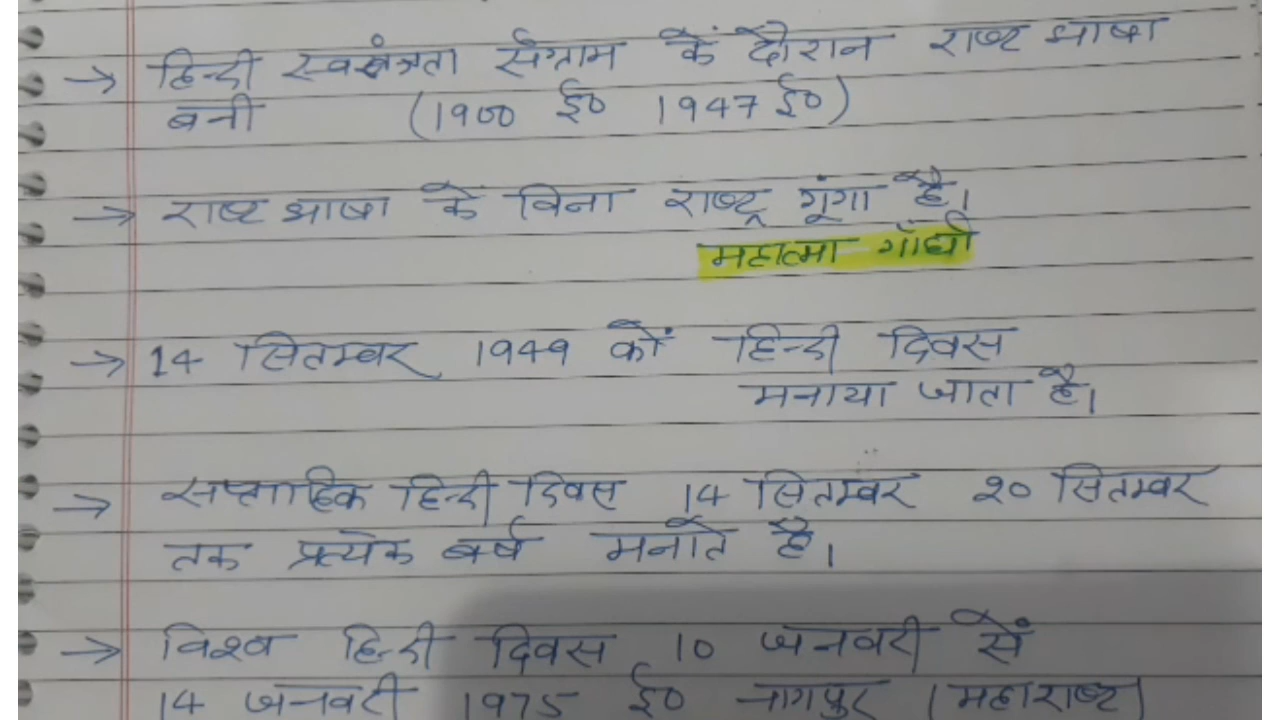 → हिन्दी स्वतंत्रता संग्राम के दौरान राष्ट भाषा
बनी (1900 ई० 1947 ई०)
→ राष्ट भाषा के विना राष्ट्र गूंगा है।
महात्मा गाँधी
→ 14 सितम्बर 1949 को हिन्दी दिवस
मनाया जाता है।
→ सप्ताहिक हिन्दी दिवस 14 सितम्बर २० सितम्बर
तक प्रत्येक बर्ष मनाते है।
→ विश्व हिन्दी दिवस 10 जनवरी सें
14 जनवरी 1975 ई० नागपुर (महाराष्ट)